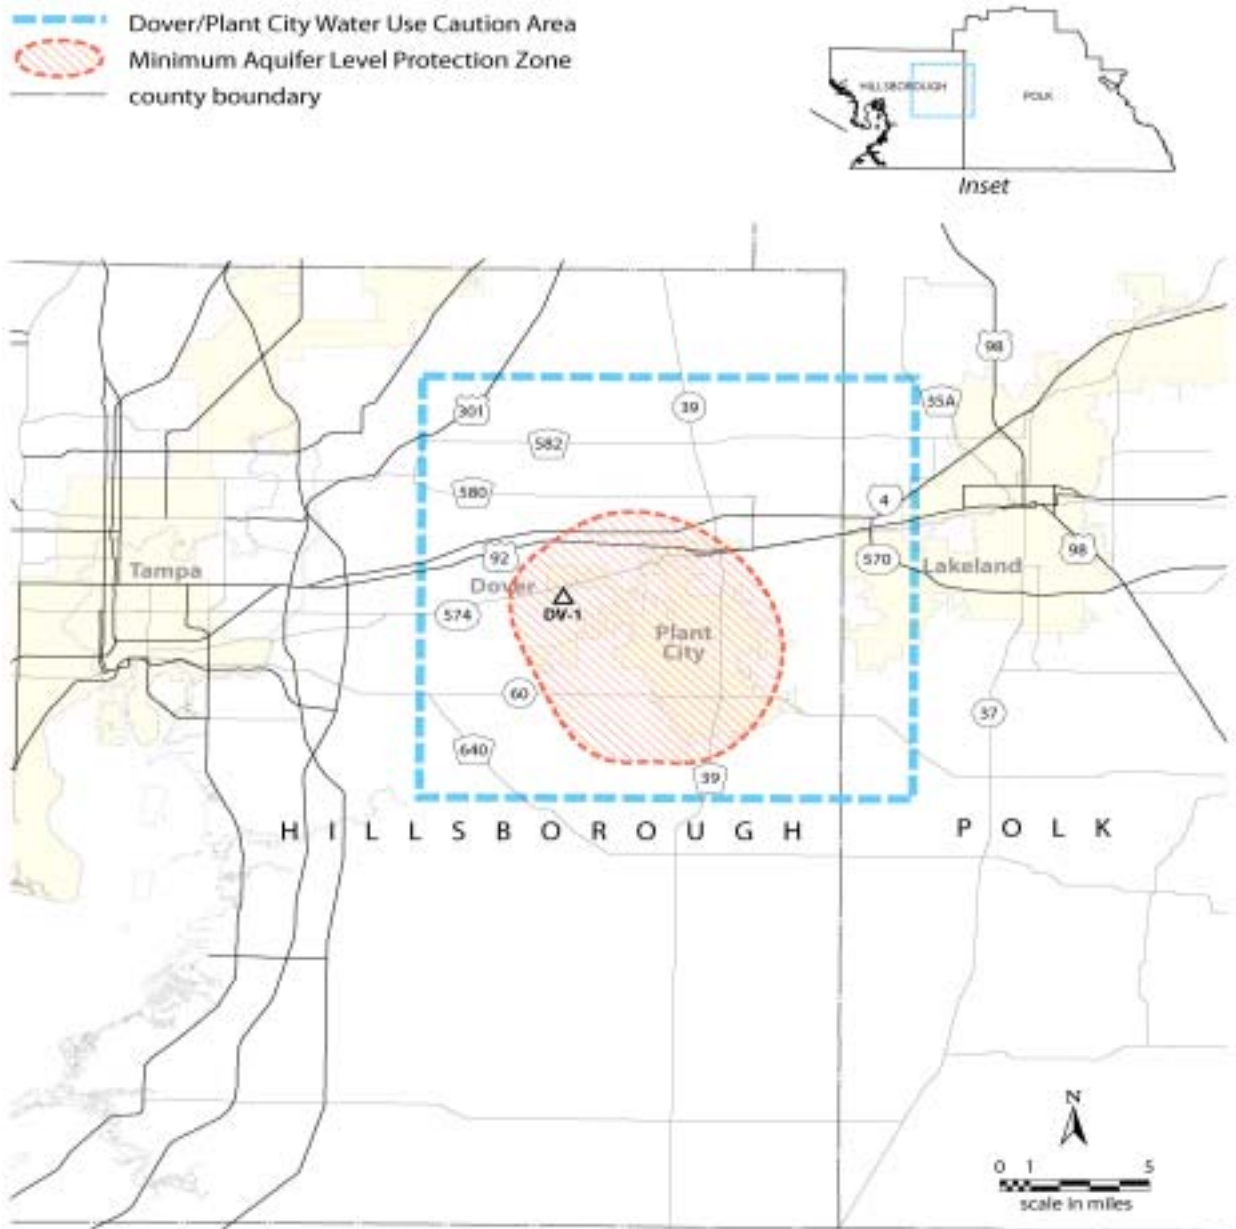 Dover/Plant City Water Use Caution Area
Minimum Aquifer Level Protection Zone
county boundary
HILLSBOROUGH
POLK
Inset
98
301
39
35A
582
580
4
92
570
98
Tampa
Dover
Lakeland
DV-1
574
Plant
City
60
37
640
39
HILLSBOROUGH
POLK
N
0 1 5
scale in miles